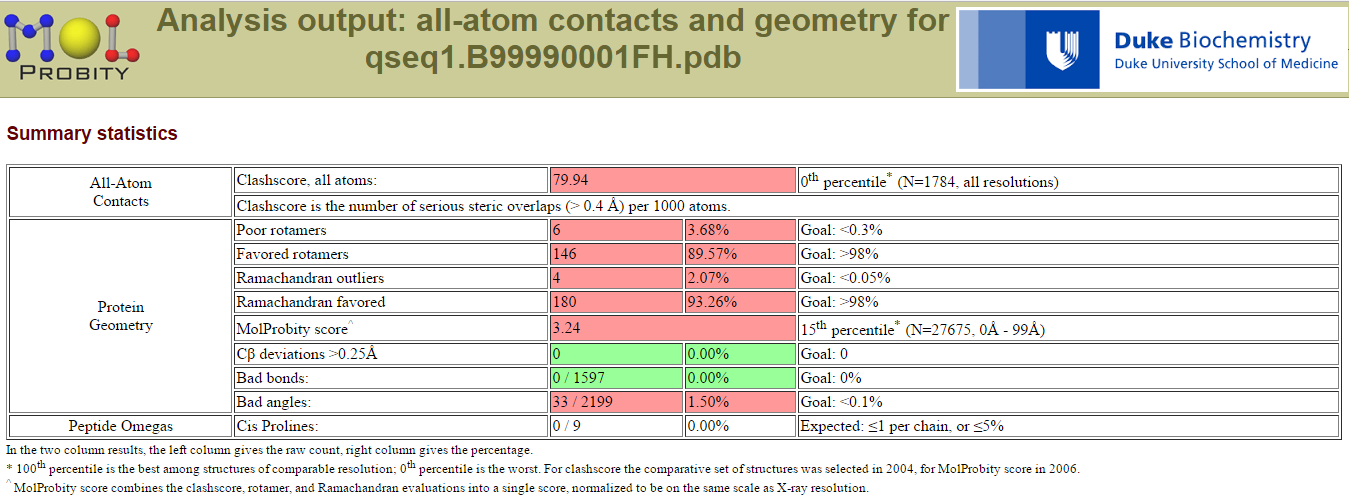 MOL
PROBITY
Analysis output: all-atom contacts and geometry for
qseq1.B99990001FH.pdb
Duke Biochemistry
Duke University School of Medicine
Summary statistics
All-Atom
Contacts
Clashscore, all atoms: 79.94 0th percentile* (N=1784, all resolutions)
Clashscore is the number of serious steric overlaps (> 0.4 Å) per 1000 atoms.
Protein
Geometry
Poor rotamers 6 3.68% Goal: <0.3%
Favored rotamers 146 89.57% Goal: >98%
Ramachandran outliers 4 2.07% Goal: <0.05%
Ramachandran favored 180 93.26% Goal: >98%
MolProbity score^ 3.24 15th percentile* (N=27675, 0Å - 99Å)
Cβ deviations >0.25Å 0 0.00% Goal: 0
Bad bonds: 0 / 1597 0.00% Goal: 0%
Bad angles: 33 / 2199 1.50% Goal: <0.1%
Peptide Omegas Cis Prolines: 0 / 9 0.00% Expected: ≤1 per chain, or ≤5%
In the two column results, the left column gives the raw count, right column gives the percentage.
* 100th percentile is the best among structures of comparable resolution; 0th percentile is the worst. For clashscore the comparative set of structures was selected in 2004, for MolProbity score in 2006.
^ MolProbity score combines the clashscore, rotamer, and Ramachandran evaluations into a single score, normalized to be on the same scale as X-ray resolution.